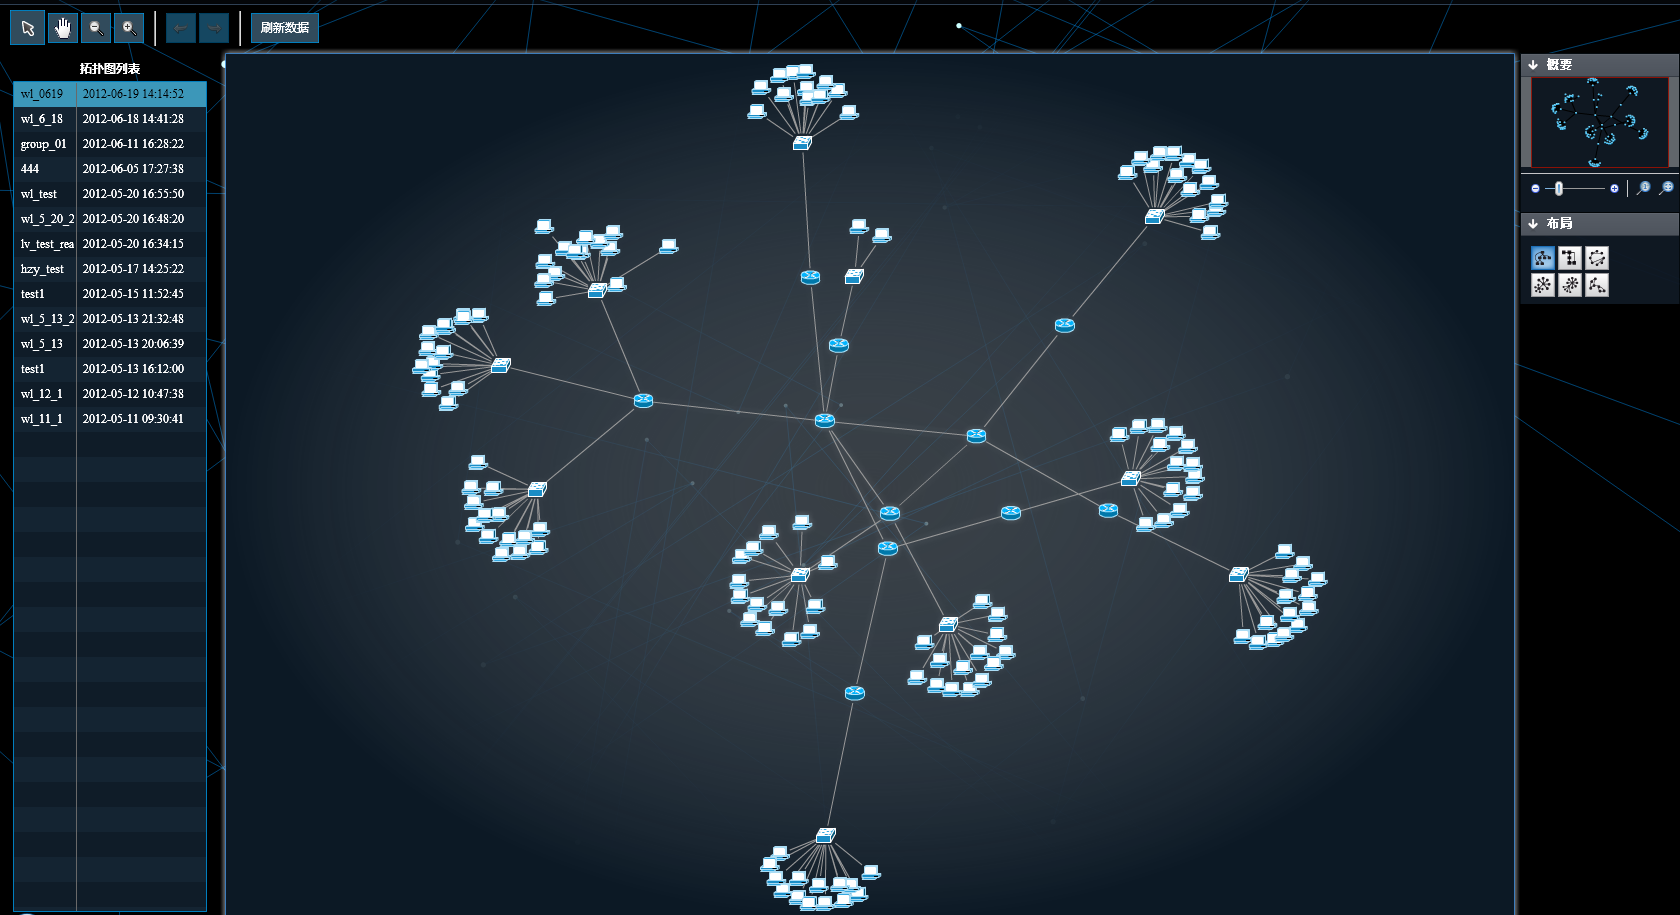 刷新数据
拓扑图列表
wl_0619 2012-06-19 14:14:52
wl_6_18 2012-06-18 14:41:28
group_01 2012-06-11 16:28:22
444 2012-06-05 17:27:38
wl_test 2012-05-20 16:55:50
wl_5_20_2 2012-05-20 16:48:20
lv_test_rea 2012-05-20 16:34:15
hzy_test 2012-05-17 14:25:22
test1 2012-05-15 11:52:45
wl_5_13_2 2012-05-13 21:32:48
wl_5_13 2012-05-13 20:06:39
test1 2012-05-13 16:12:00
wl_12_1 2012-05-12 10:47:38
wl_11_1 2012-05-11 09:30:41
概要
布局